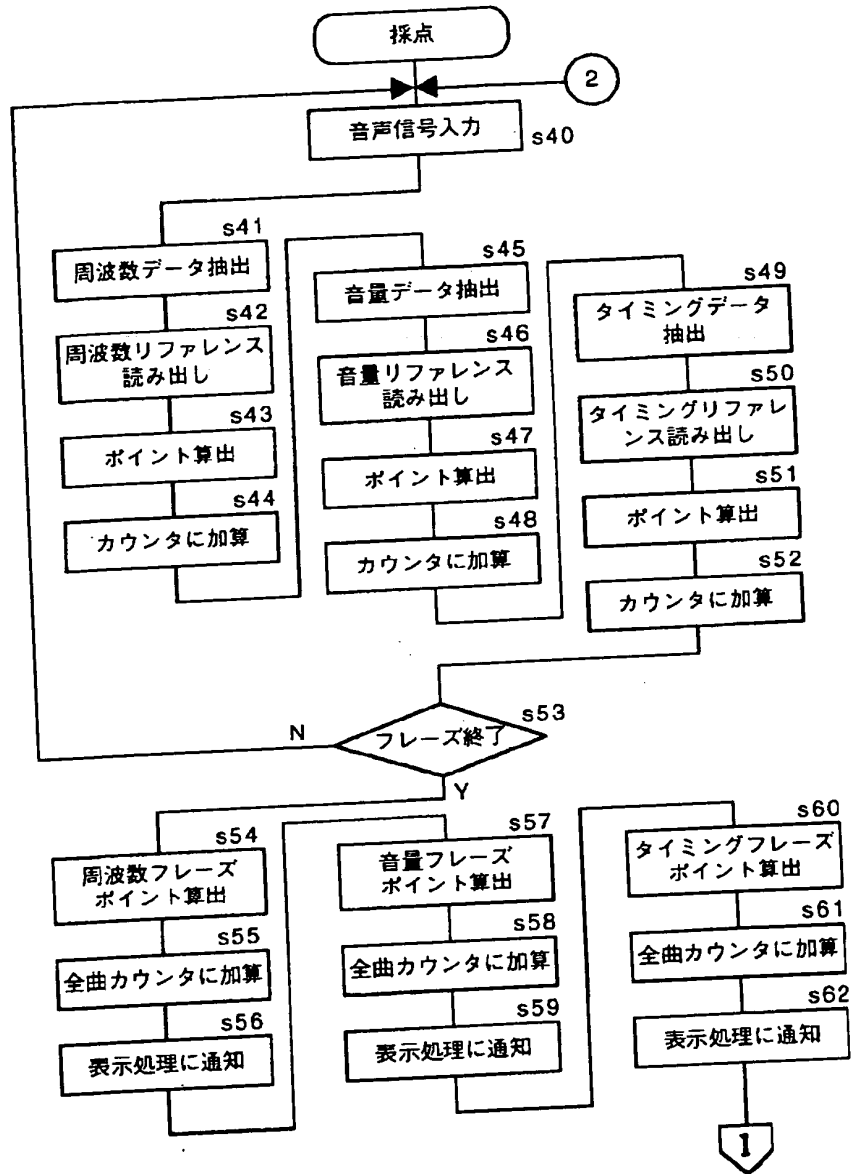 採点
2
音声信号入力
s40
s41
周波数データ抽出
s42
周波数リファレンス
読み出し
s43
ポイント算出
s44
カウンタに加算
s45
音量データ抽出
s46
音量リファレンス
読み出し
s47
ポイント算出
s48
カウンタに加算
s49
タイミングデータ
抽出
s50
タイミングリファレ
ンス読み出し
s51
ポイント算出
s52
カウンタに加算
s53
フレーズ終了
N
Y
s54
周波数フレーズ
ポイント算出
s55
全曲カウンタに加算
s56
表示処理に通知
s57
音量フレーズ
ポイント算出
s58
全曲カウンタに加算
s59
表示処理に通知
s60
タイミングフレーズ
ポイント算出
s61
全曲カウンタに加算
s62
表示処理に通知
1